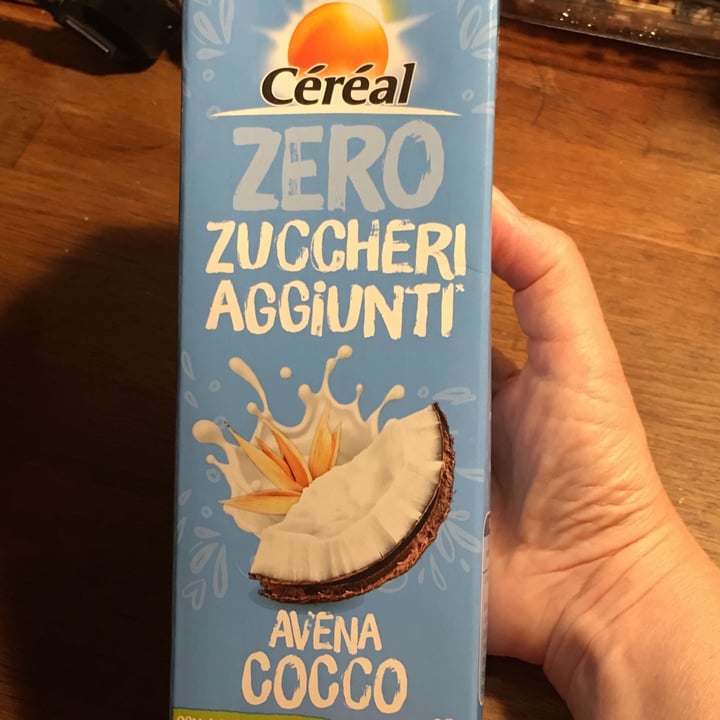 Céréal
ZERO
ZUCCHERI
AGGiUNTi*
AVENA
COCCO